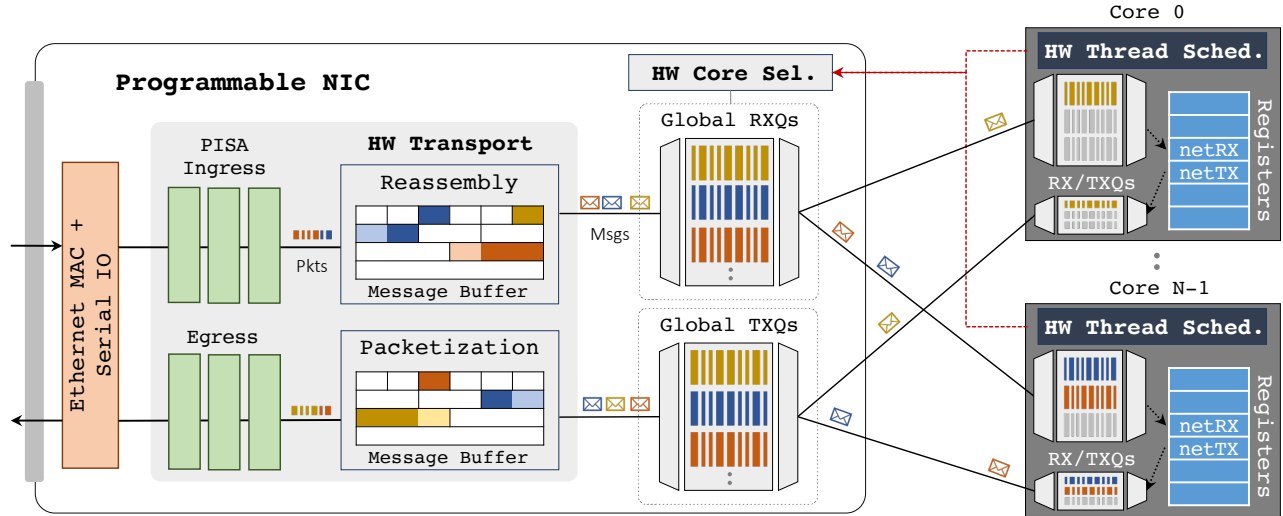 Core 0
HW Thread Sched.
HW Core Sel.
Programmable NIC
Global RXQs
PISA
Ingress
HW Transport
Reassembly
Registers
netRX
netTX
RX/TXQs
Msgs
Ethernet MAC +
Serial IO
Pkts
Message Buffer
Core N-1
HW Thread Sched.
Global TXQs
Egress
Packetization
Registers
netRX
netTX
RX/TXQs
Message Buffer